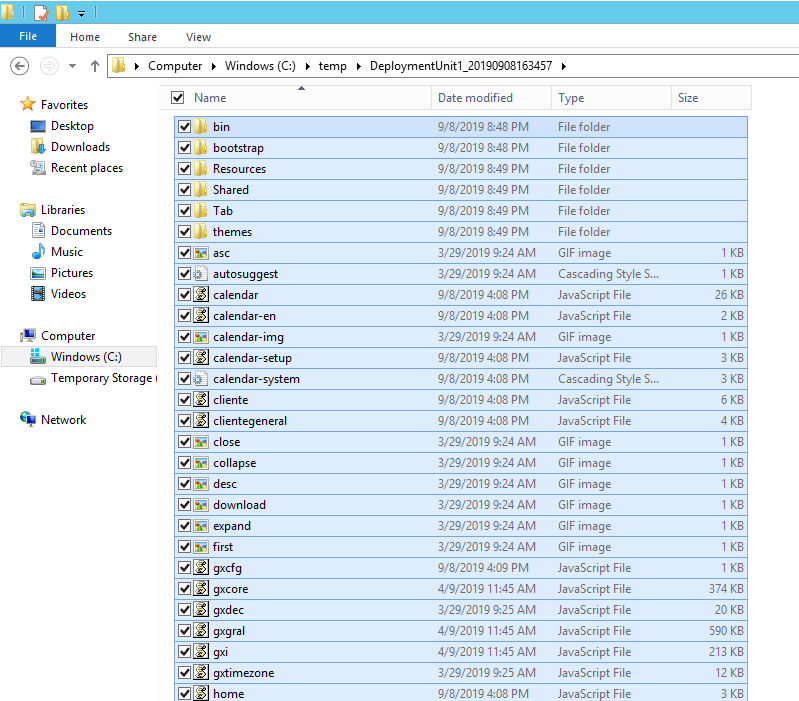 File Home Share View
Computer Windows (C:) temp DeploymentUnit1_20190908163457
Favorites
Desktop
Downloads
Recent places
Libraries
Documents
Music
Pictures
Videos
Computer
Windows (C:)
Temporary Storage (
Network
Name Date modified Type Size
bin 9/8/2019 8:48 PM File folder
bootstrap 9/8/2019 8:48 PM File folder
Resources 9/8/2019 8:49 PM File folder
Shared 9/8/2019 8:49 PM File folder
Tab 9/8/2019 8:49 PM File folder
themes 9/8/2019 8:49 PM File folder
asc 3/29/2019 9:24 AM GIF image 1 KB
autosuggest 3/29/2019 9:24 AM Cascading Style S... 1 KB
calendar 9/8/2019 4:08 PM JavaScript File 26 KB
calendar-en 9/8/2019 4:08 PM JavaScript File 2 KB
calendar-img 3/29/2019 9:24 AM GIF image 1 KB
calendar-setup 9/8/2019 4:08 PM JavaScript File 3 KB
calendar-system 3/29/2019 9:24 AM Cascading Style S... 3 KB
cliente 9/8/2019 4:08 PM JavaScript File 6 KB
clientegeneral 9/8/2019 4:08 PM JavaScript File 4 KB
close 3/29/2019 9:24 AM GIF image 1 KB
collapse 3/29/2019 9:24 AM GIF image 1 KB
desc 3/29/2019 9:24 AM GIF image 1 KB
download 3/29/2019 9:24 AM GIF image 1 KB
expand 3/29/2019 9:24 AM GIF image 1 KB
first 3/29/2019 9:24 AM GIF image 1 KB
gxcfg 9/8/2019 4:09 PM JavaScript File 1 KB
gxcore 4/9/2019 11:45 AM JavaScript File 374 KB
gxdec 3/29/2019 9:25 AM JavaScript File 20 KB
gxgral 4/9/2019 11:45 AM JavaScript File 590 KB
gxi 4/9/2019 11:45 AM JavaScript File 213 KB
gxtimezone 3/29/2019 9:25 AM JavaScript File 12 KB
home 9/8/2019 4:08 PM JavaScript File 3 KB